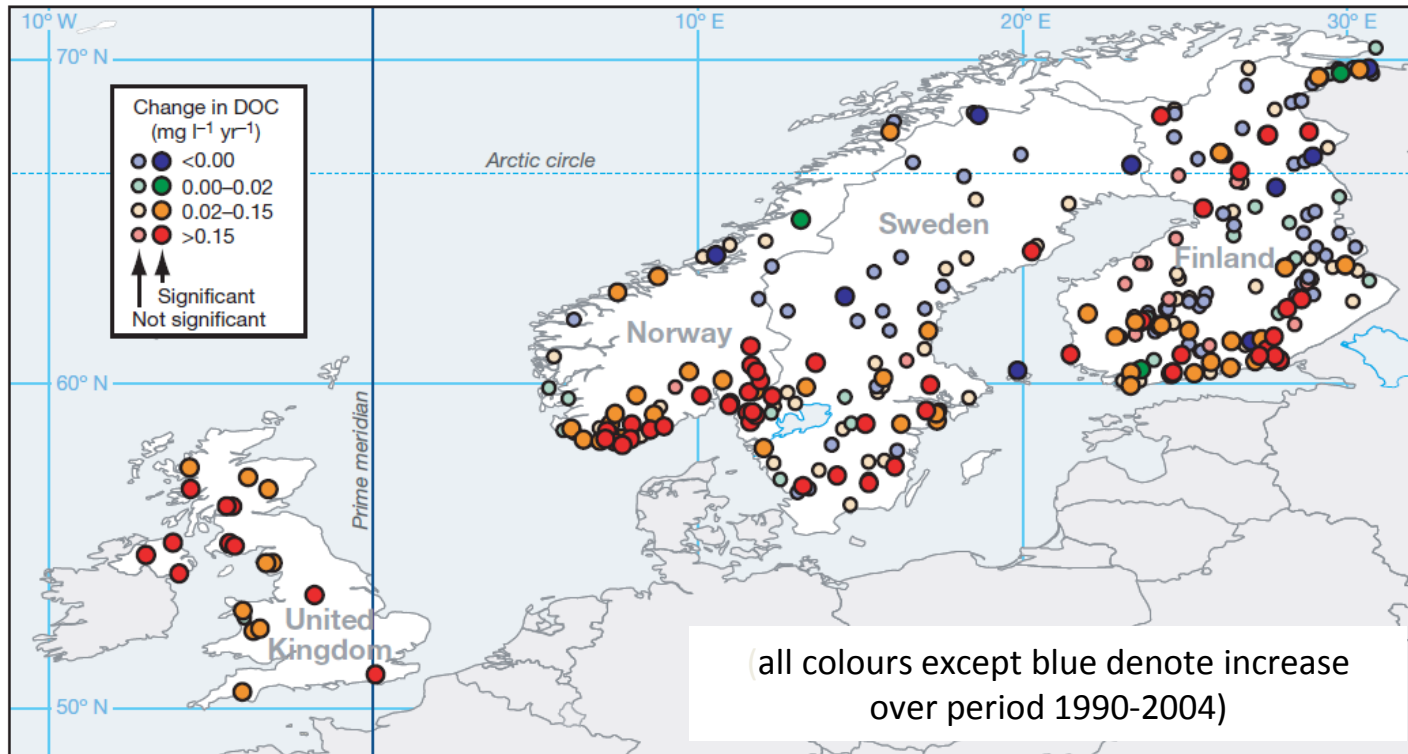 10° W
10° E
20° E
30° E
70° N
Change in DOC
(mg l–1 yr–1)
<0.00
0.00–0.02
0.02–0.15
>0.15
Significant
Not significant
Arctic circle
Sweden
Finland
Norway
60° N
Prime meridian
United
Kingdom
50° N
(all colours except blue denote increase
over period 1990-2004)